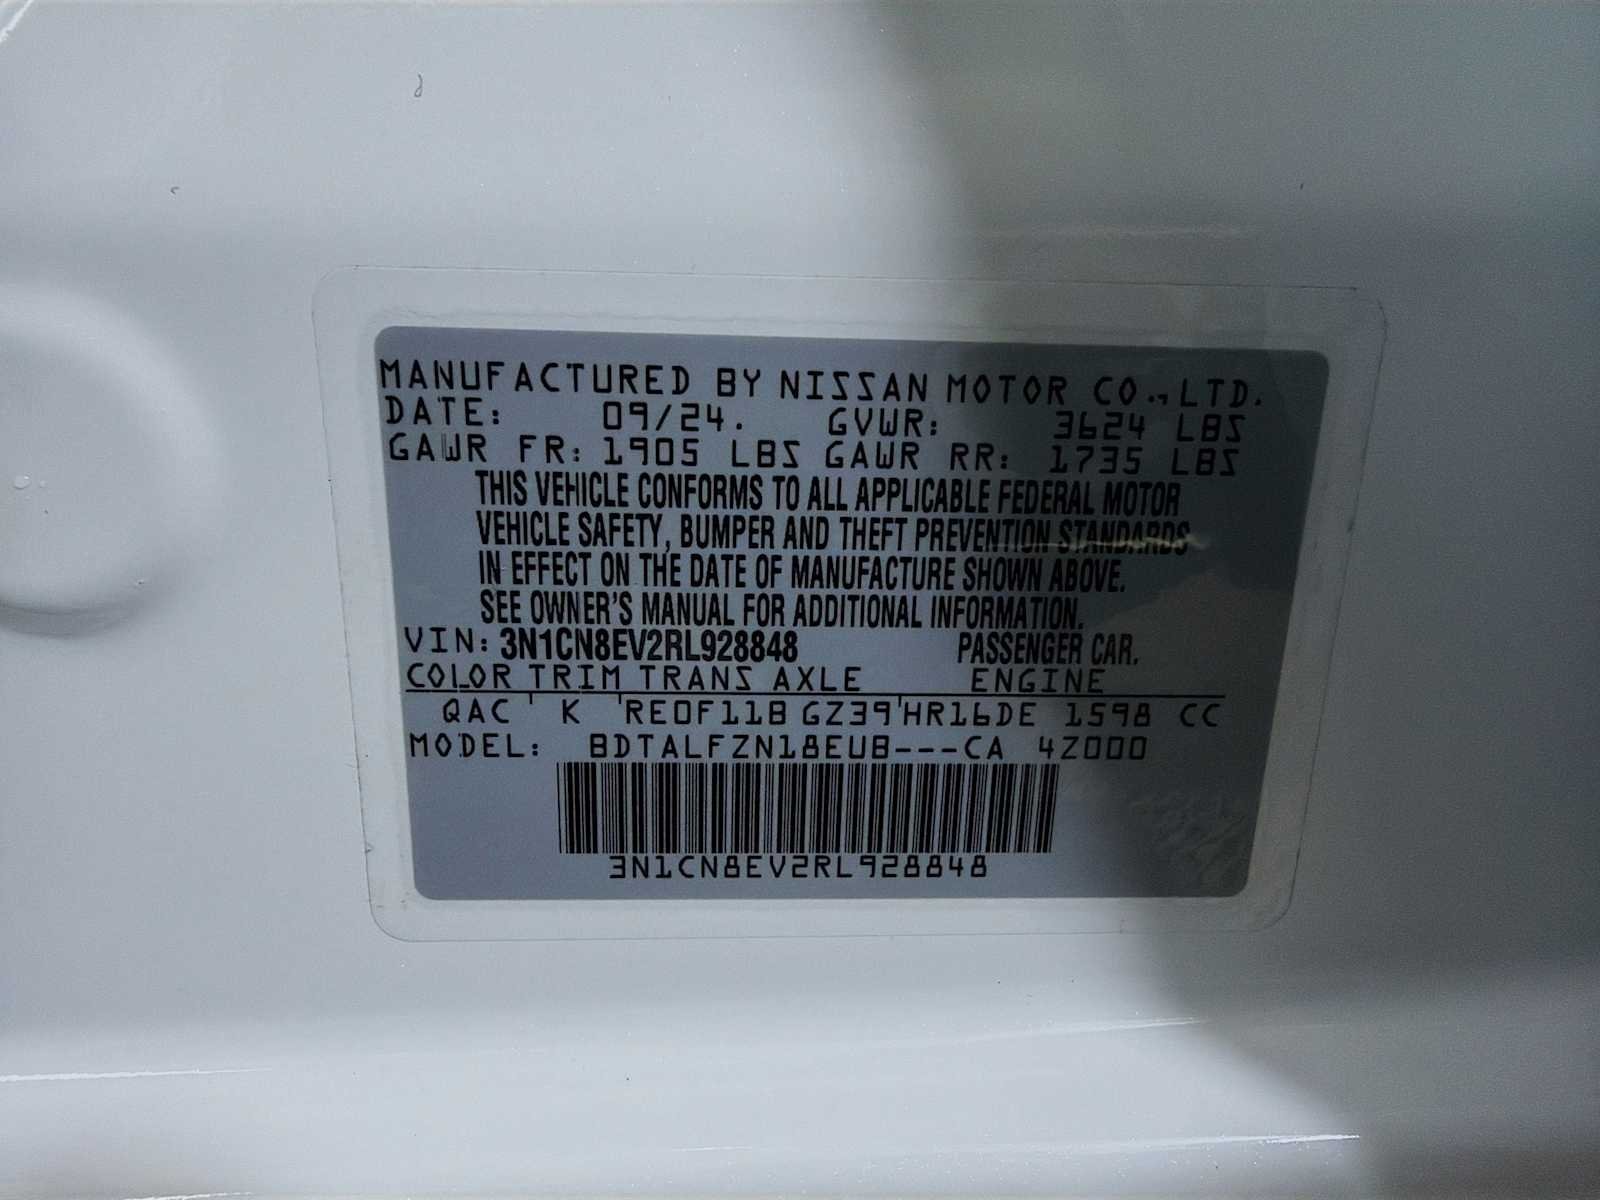 MANUFACTURED BY NISSAN MOTOR CO., LTD.
DATE: 09/24. GVWR: 3624 LBS
GAWR FR: 1905 LBS GAWR RR: 1735 LBS
THIS VEHICLE CONFORMS TO ALL APPLICABLE FEDERAL MOTOR
VEHICLE SAFETY, BUMPER AND THEFT PREVENTION STANDARDS
IN EFFECT ON THE DATE OF MANUFACTURE SHOWN ABOVE.
SEE OWNER'S MANUAL FOR ADDITIONAL INFORMATION.
VIN: 3N1CN8EV2RL928848 PASSENGER CAR.
COLOR TRIM TRANS AXLE ENGINE
QAC K RE0F11B GZ39 HR16DE 1598 CC
MODEL: BDTALFZN18EUB---CA 4Z000
3N1CN8EV2RL928848